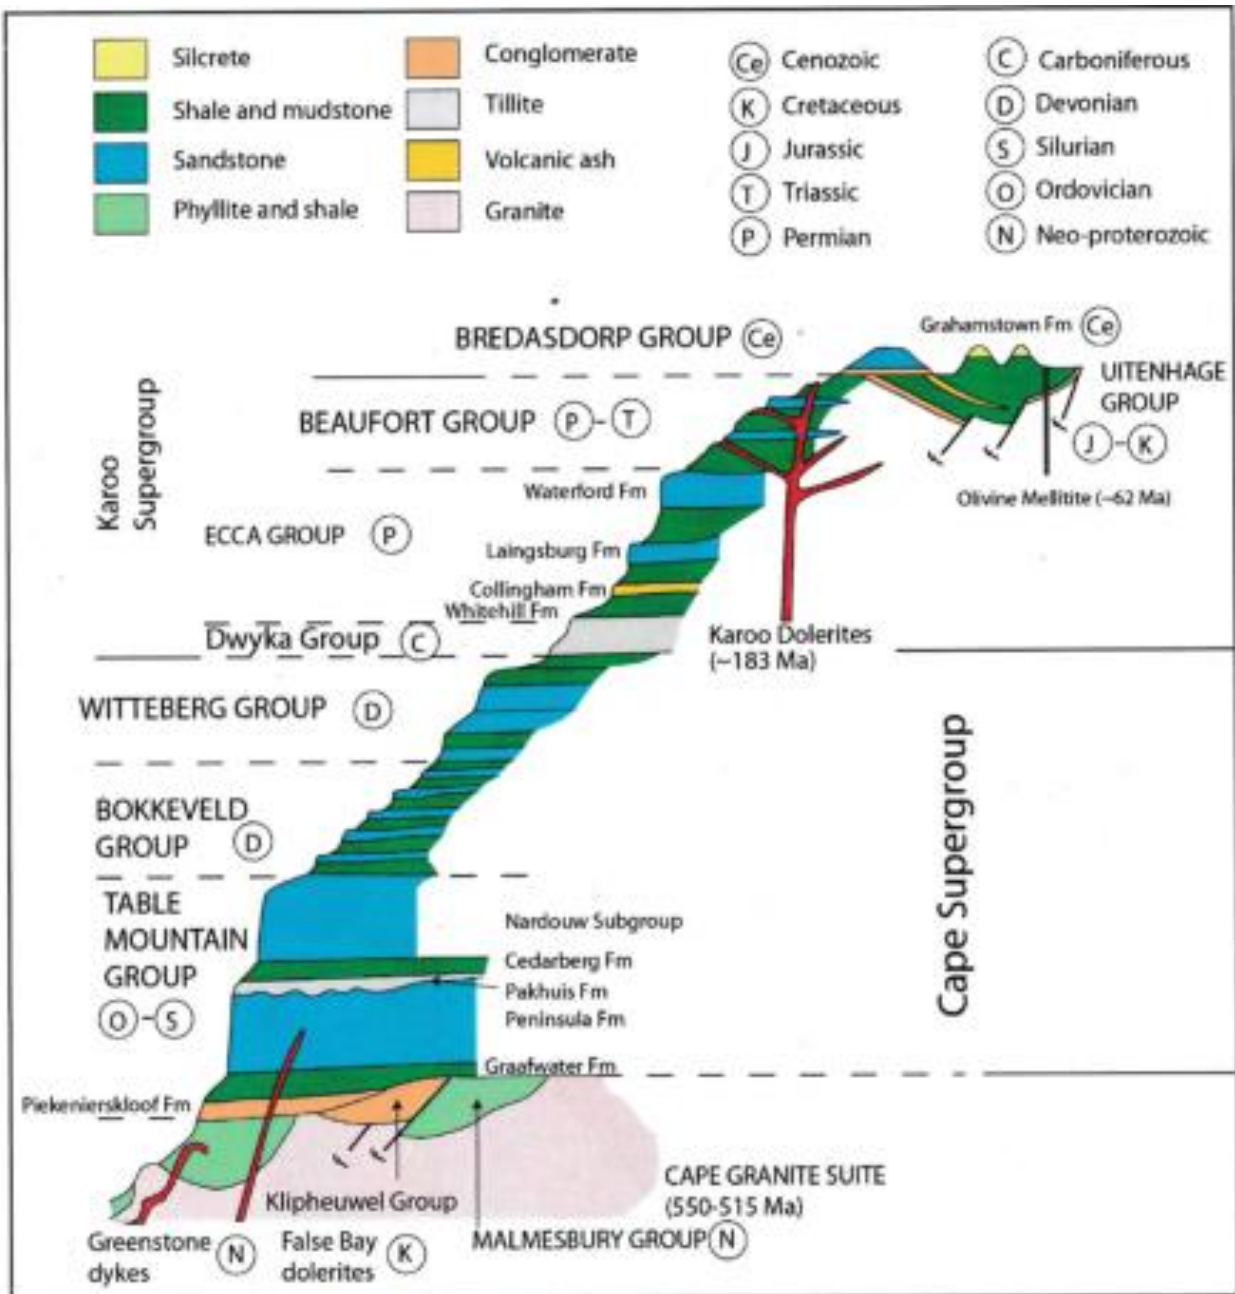 Silcrete
Shale and mudstone
Sandstone
Phyllite and shale
Conglomerate
Tillite
Volcanic ash
Granite
Ce Cenozoic
K Cretaceous
J Jurassic
T Triassic
P Permian
C Carboniferous
D Devonian
S Silurian
O Ordovician
N Neo-proterozoic
BREDASDORP GROUP Ce
Grahamstown Fm Ce
UITENHAGE
GROUP
J-K
Olivine Mellitite (~62 Ma)
Karoo
Supergroup
BEAUFORT GROUP P-T
Waterford Fm
ECCA GROUP P
Laingsburg Fm
Collingham Fm
Whitehill Fm
Dwyka Group C
Karoo Dolerites
(~183 Ma)
WITTEBERG GROUP D
BOKKEVELD
GROUP D
Cape Supergroup
TABLE
MOUNTAIN
GROUP
O-S
Nardouw Subgroup
Cedarberg Fm
Pakhuis Fm
Peninsula Fm
Graafwater Fm
Piekenierskloof Fm
Klipheuwel Group
CAPE GRANITE SUITE
(550-515 Ma)
Greenstone
dykes N
False Bay
dolerites K
MALMESBURY GROUP N